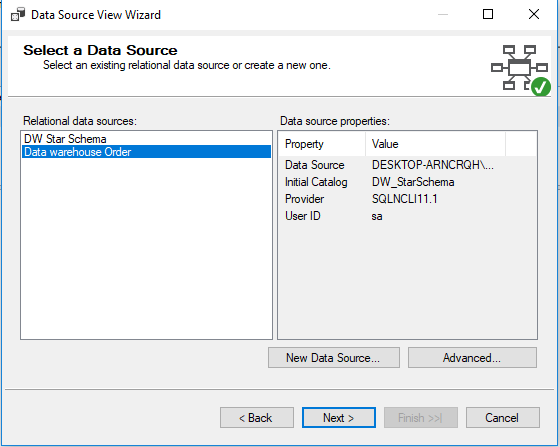 Data Source View Wizard
Select a Data Source
Select an existing relational data source or create a new one.
Relational data sources:
DW Star Schema
Data warehouse Order
Data source properties:
Property Value
Data Source DESKTOP-ARNCRQH\...
Initial Catalog DW_StarSchema
Provider SQLNCLI11.1
User ID sa
New Data Source... Advanced...
< Back Next > Finish >>| Cancel